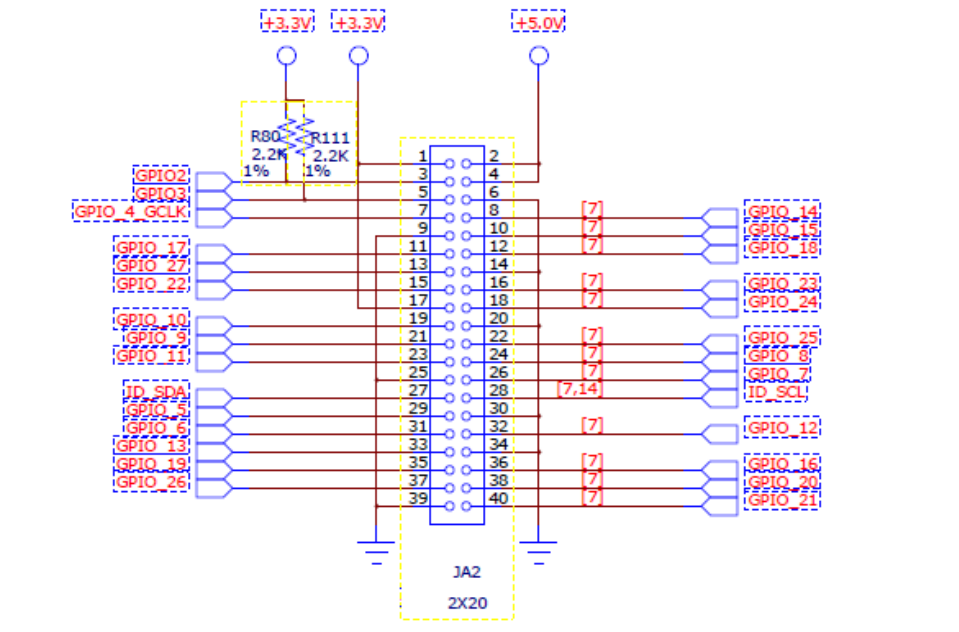 +3.3V +3.3V +5.0V
R80 R111
2.2K 2.2K
1% 1%
1 2
GPIO2 3 4
GPIO3 5 6
GPIO_4_GCLK 7 8 [7] GPIO_14
9 10 [7] GPIO_15
GPIO_17 11 12 [7] GPIO_18
GPIO_27 13 14
GPIO_22 15 16 [7] GPIO_23
17 18 [7] GPIO_24
GPIO_10 19 20
GPIO_9 21 22 [7] GPIO_25
GPIO_11 23 24 [7] GPIO_8
25 26 [7] GPIO_7
ID_SDA 27 28 [7,14] ID_SCL
GPIO_5 29 30
GPIO_6 31 32 [7] GPIO_12
GPIO_13 33 34
GPIO_19 35 36 [7] GPIO_16
GPIO_26 37 38 [7] GPIO_20
39 40 [7] GPIO_21
JA2
2X20